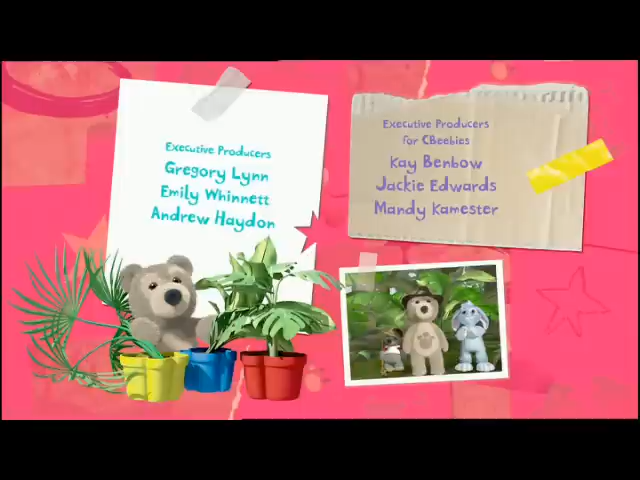 Executive Producers
Gregory Lynn
Emily Whinnett
Andrew Haydon
Executive Producers
for CBeebies
Kay Benbow
Jackie Edwards
Mandy Kamester